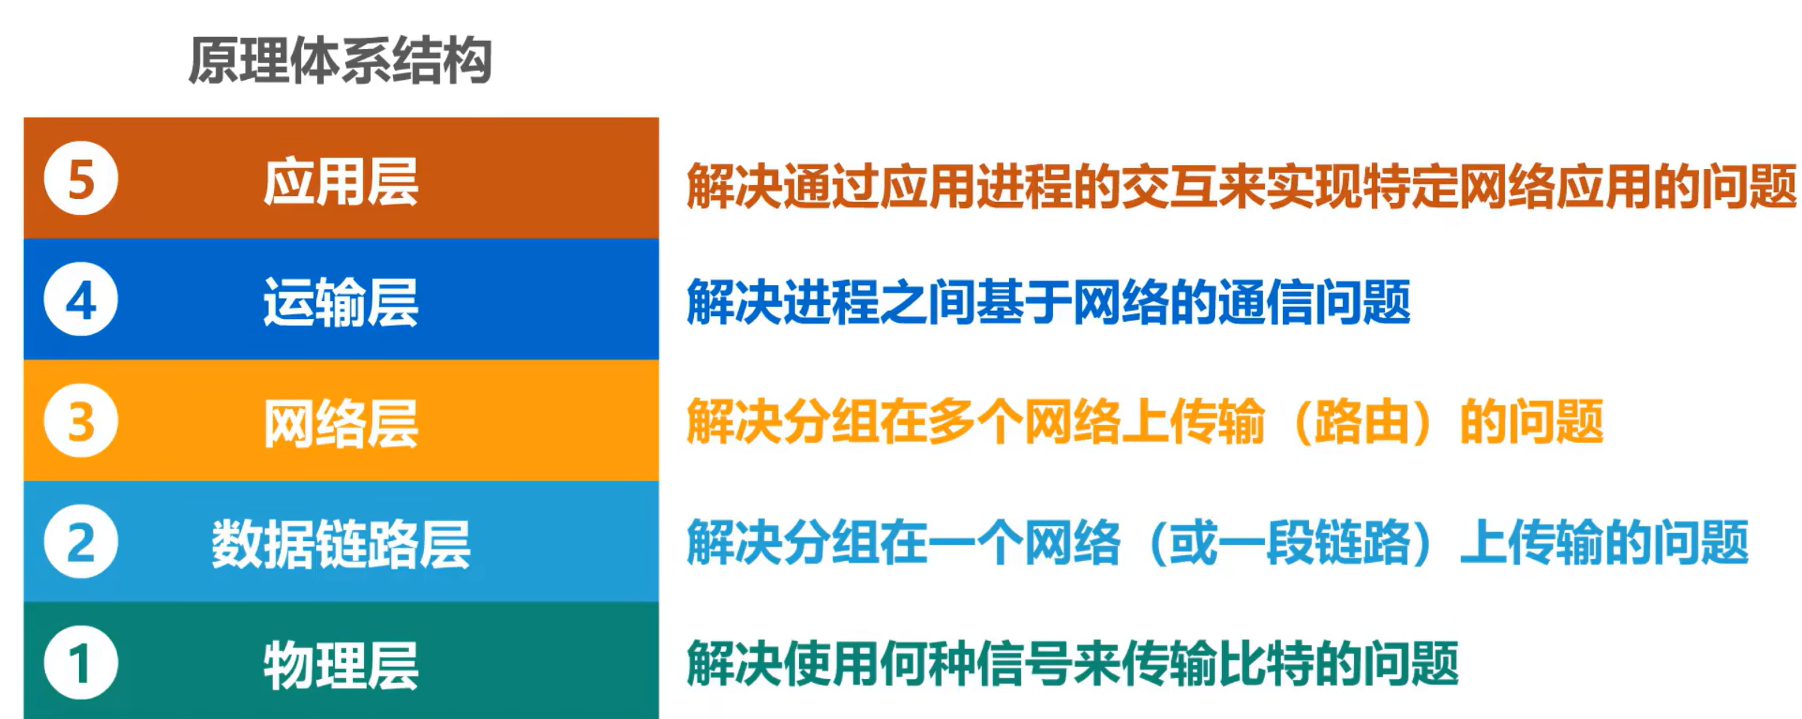 原理体系结构
5 应用层 解决通过应用进程的交互来实现特定网络应用的问题
4 运输层 解决进程之间基于网络的通信问题
3 网络层 解决分组在多个网络上传输（路由）的问题
2 数据链路层 解决分组在一个网络（或一段链路）上传输的问题
1 物理层 解决使用何种信号来传输比特的问题